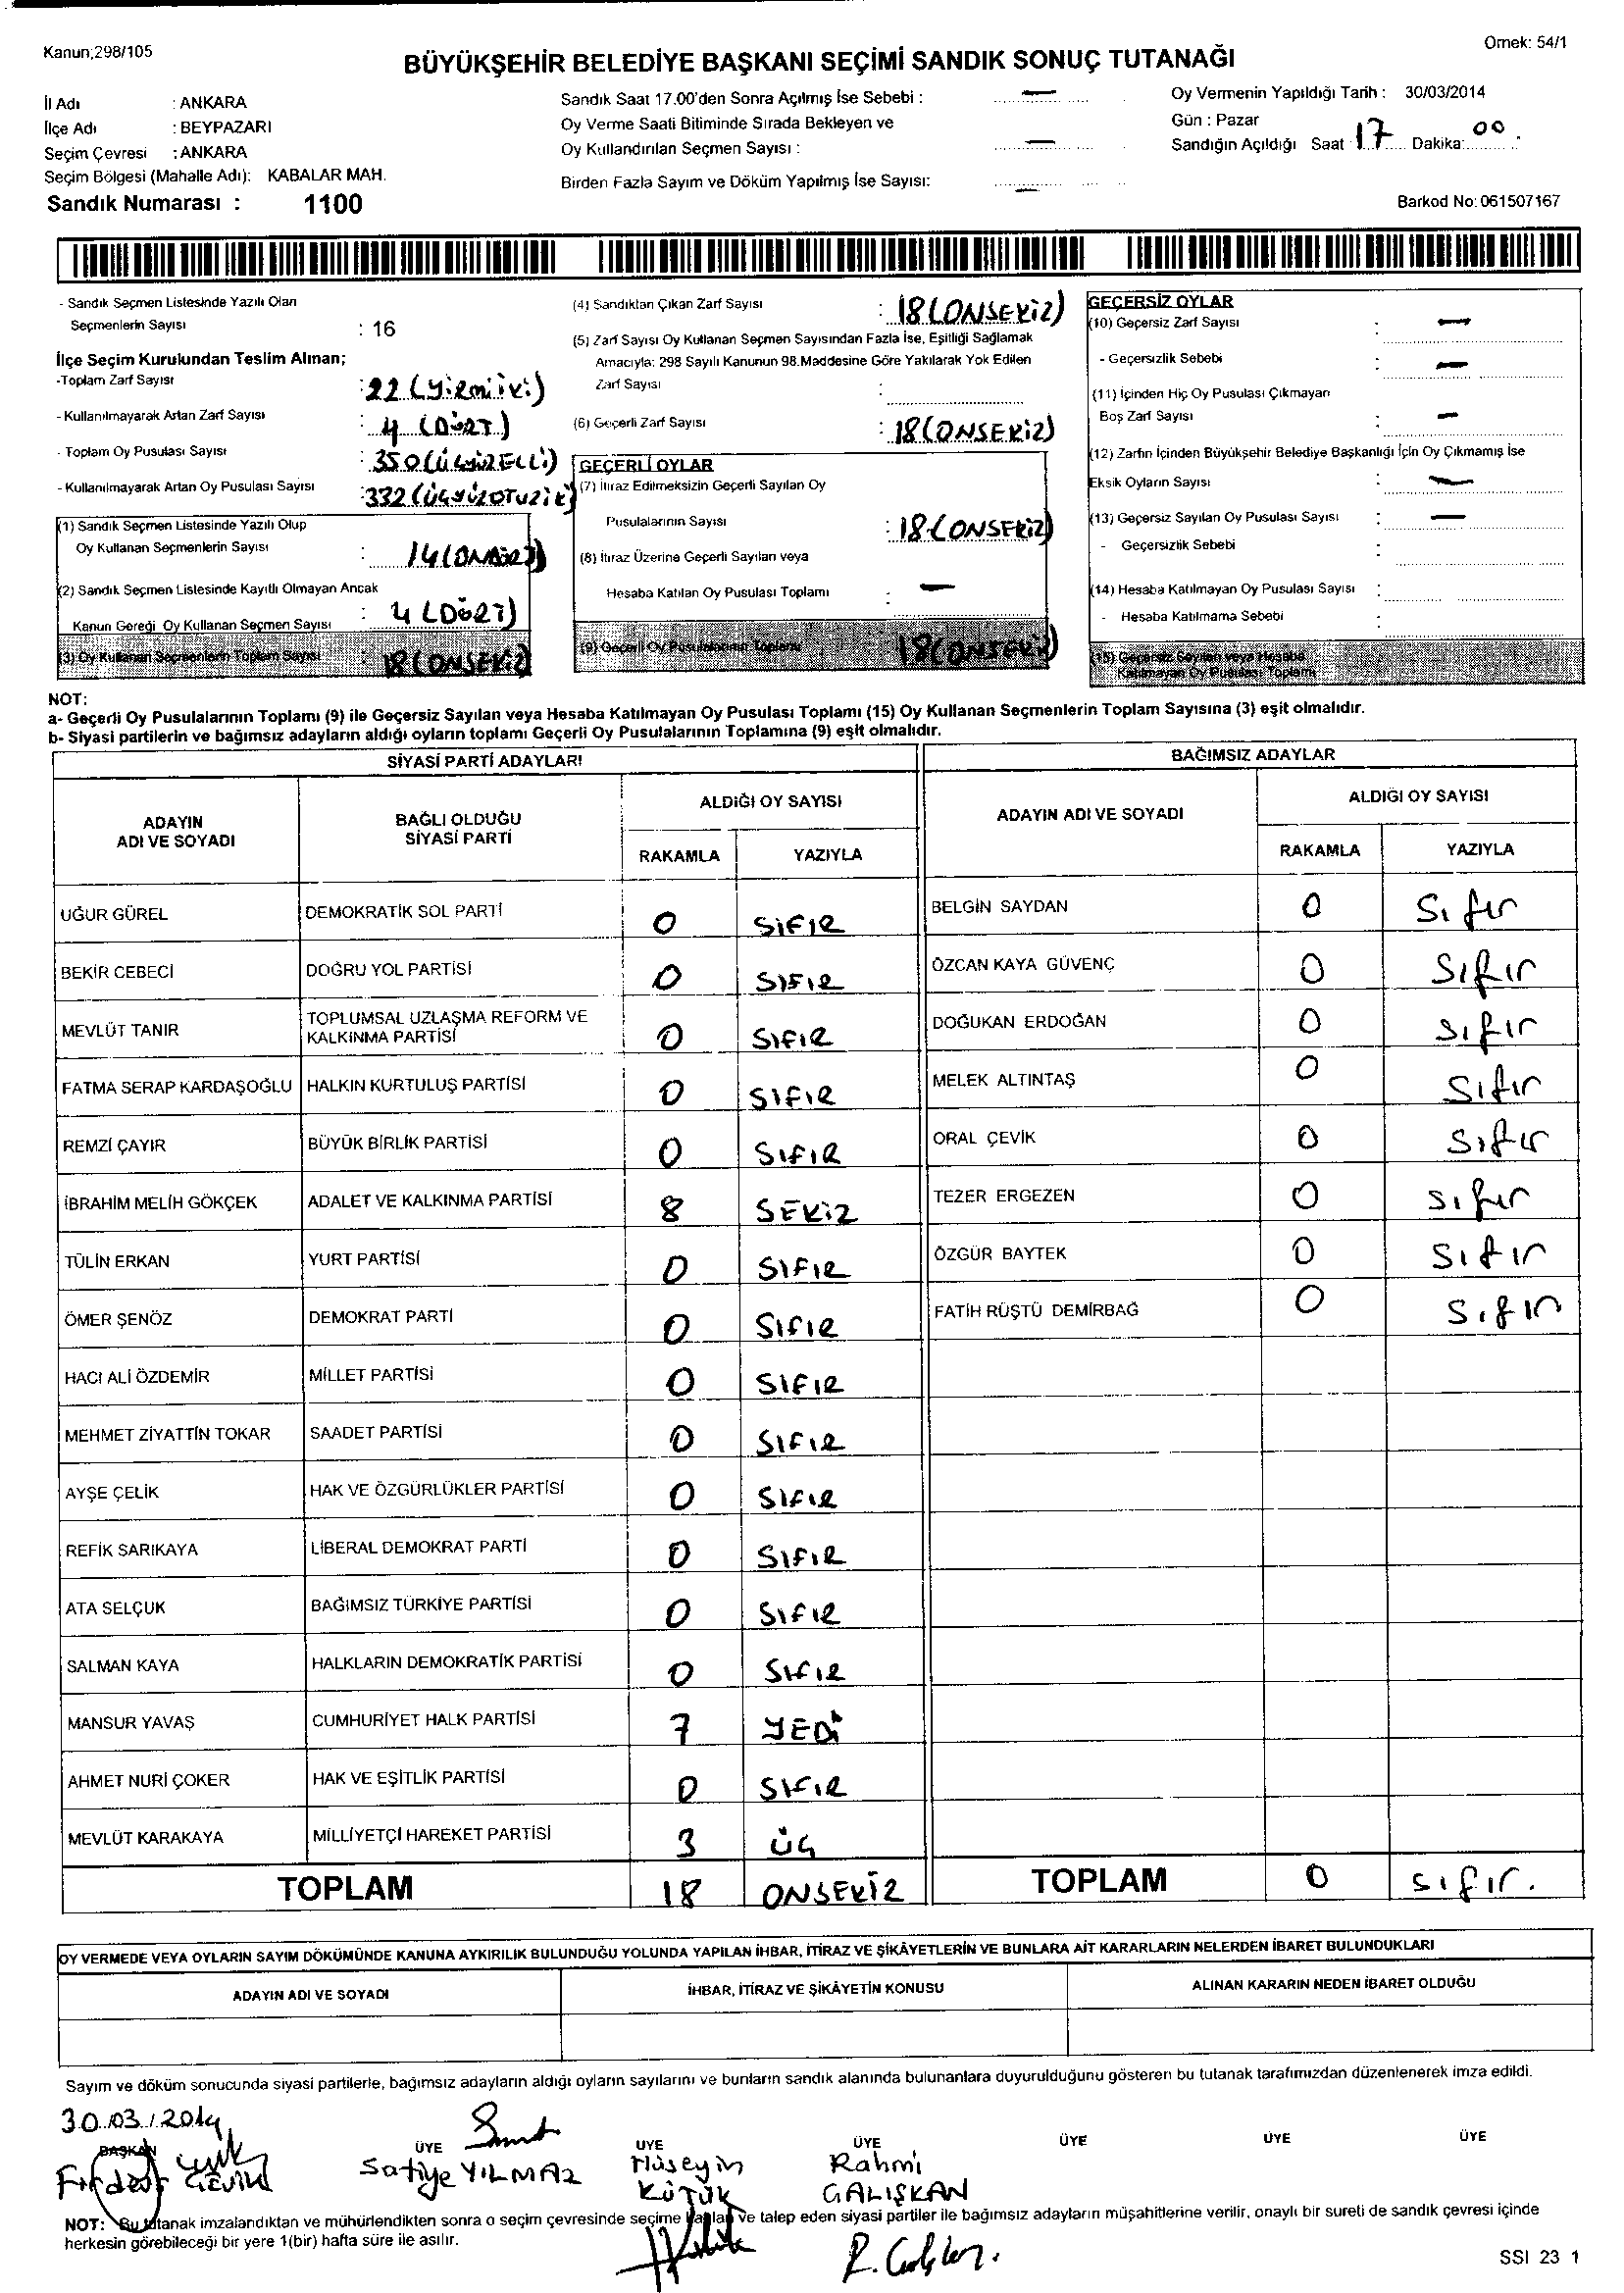 Kanun;298/105
Örnek: 54/1
BÜYÜKŞEHİR BELEDİYE BAŞKANI SEÇİMİ SANDIK SONUÇ TUTANAĞI
İl Adı : ANKARA
İlçe Adı : BEYPAZARI
Seçim Çevresi : ANKARA
Seçim Bölgesi (Mahalle Adı): KABALAR MAH.
Sandık Numarası : 1100
Sandık Saat 17.00'den Sonra Açılmış İse Sebebi : —
Oy Verme Saati Bitiminde Sırada Bekleyen ve
Oy Kullandırılan Seçmen Sayısı : —
Birden Fazla Sayım ve Döküm Yapılmış İse Sayısı: —
Oy Vermenin Yapıldığı Tarih : 30/03/2014
Gün : Pazar
Sandığın Açıldığı Saat 17 Dakika: 00
Barkod No: 061507167
- Sandık Seçmen Listesinde Yazılı Olan
Seçmenlerin Sayısı : 16
İlçe Seçim Kurulundan Teslim Alınan;
-Toplam Zarf Sayısı : 22 (Yirmiiki)
- Kullanılmayarak Artan Zarf Sayısı : 4 (DÖRT)
- Toplam Oy Pusulası Sayısı : 350 (ÜÇYÜZELLİ)
- Kullanılmayarak Artan Oy Pusulası Sayısı : 332 (ÜÇYÜZOTUZİK)
(1) Sandık Seçmen Listesinde Yazılı Olup
Oy Kullanan Seçmenlerin Sayısı : 14 (ONDÖRT)
(2) Sandık Seçmen Listesinde Kayıtlı Olmayan Ancak
Kanun Gereği Oy Kullanan Seçmen Sayısı : 4 (DÖRT)
(3) Oy Kullanan Seçmenlerin Toplam Sayısı : 18 (ONSEKİZ)
(4) Sandıktan Çıkan Zarf Sayısı : 18 (ONSEKİZ)
(5) Zarf Sayısı Oy Kullanan Seçmen Sayısından Fazla İse, Eşitliği Sağlamak
Amacıyla: 298 Sayılı Kanunun 98.Maddesine Göre Yakılarak Yok Edilen
Zarf Sayısı :
(6) Geçerli Zarf Sayısı : 18 (ONSEKİZ)
GEÇERLİ OYLAR
(7) İtiraz Edilmeksizin Geçerli Sayılan Oy
Pusulalarının Sayısı : 18 (ONSEKİZ)
(8) İtiraz Üzerine Geçerli Sayılan veya
Hesaba Katılan Oy Pusulası Toplamı : —
(9) Geçerli Oy Pusulalarının Toplamı : 18 (ONSEKİZ)
GEÇERSİZ OYLAR
(10) Geçersiz Zarf Sayısı : —
- Geçersizlik Sebebi : —
(11) İçinden Hiç Oy Pusulası Çıkmayan
Boş Zarf Sayısı : —
(12) Zarfın İçinden Büyükşehir Belediye Başkanlığı İçin Oy Çıkmamış İse
Eksik Oyların Sayısı : —
(13) Geçersiz Sayılan Oy Pusulası Sayısı : —
- Geçersizlik Sebebi :
(14) Hesaba Katılmayan Oy Pusulası Sayısı :
- Hesaba Katılmama Sebebi :
(15) Geçersiz Sayılan veya Hesaba
Katılmayan Oy Pusulası Toplamı
NOT:
a- Geçerli Oy Pusulalarının Toplamı (9) ile Geçersiz Sayılan veya Hesaba Katılmayan Oy Pusulası Toplamı (15) Oy Kullanan Seçmenlerin Toplam Sayısına (3) eşit olmalıdır.
b- Siyasi partilerin ve bağımsız adayların aldığı oyların toplamı Geçerli Oy Pusulalarının Toplamına (9) eşit olmalıdır.
SİYASİ PARTİ ADAYLARI
ADAYIN ADI VE SOYADI
BAĞLI OLDUĞU SİYASİ PARTİ
ALDIĞI OY SAYISI
RAKAMLA YAZIYLA
UĞUR GÜREL DEMOKRATİK SOL PARTİ 0 SIFIR
BEKİR CEBECİ DOĞRU YOL PARTİSİ 0 SIFIR
MEVLÜT TANIR TOPLUMSAL UZLAŞMA REFORM VE KALKINMA PARTİSİ 0 SIFIR
FATMA SERAP KARDAŞOĞLU HALKIN KURTULUŞ PARTİSİ 0 SIFIR
REMZİ ÇAYIR BÜYÜK BİRLİK PARTİSİ 0 SIFIR
İBRAHİM MELİH GÖKÇEK ADALET VE KALKINMA PARTİSİ 8 SEKİZ
TÜLİN ERKAN YURT PARTİSİ 0 SIFIR
ÖMER ŞENÖZ DEMOKRAT PARTİ 0 SIFIR
HACI ALİ ÖZDEMİR MİLLET PARTİSİ 0 SIFIR
MEHMET ZİYATTİN TOKAR SAADET PARTİSİ 0 SIFIR
AYŞE ÇELİK HAK VE ÖZGÜRLÜKLER PARTİSİ 0 SIFIR
REFİK SARIKAYA LİBERAL DEMOKRAT PARTİ 0 SIFIR
ATA SELÇUK BAĞIMSIZ TÜRKİYE PARTİSİ 0 SIFIR
SALMAN KAYA HALKLARIN DEMOKRATİK PARTİSİ 0 SIFIR
MANSUR YAVAŞ CUMHURİYET HALK PARTİSİ 7 YEDİ
AHMET NURİ ÇOKER HAK VE EŞİTLİK PARTİSİ 0 SIFIR
MEVLÜT KARAKAYA MİLLİYETÇİ HAREKET PARTİSİ 3 ÜÇ
TOPLAM 18 ONSEKİZ
BAĞIMSIZ ADAYLAR
ADAYIN ADI VE SOYADI
ALDIĞI OY SAYISI
RAKAMLA YAZIYLA
BELGİN SAYDAN 0 Sıfır
ÖZCAN KAYA GÜVENÇ 0 Sıfır
DOĞUKAN ERDOĞAN 0 Sıfır
MELEK ALTINTAŞ 0 Sıfır
ORAL ÇEVİK 0 Sıfır
TEZER ERGEZEN 0 Sıfır
ÖZGÜR BAYTEK 0 Sıfır
FATİH RÜŞTÜ DEMİRBAĞ 0 Sıfır
TOPLAM 0 Sıfır.
OY VERMEDE VEYA OYLARIN SAYIM DÖKÜMÜNDE KANUNA AYKIRILIK BULUNDUĞU YOLUNDA YAPILAN İHBAR, İTİRAZ VE ŞİKÂYETLERİN VE BUNLARA AİT KARARLARIN NELERDEN İBARET BULUNDUKLARI
ADAYIN ADI VE SOYADI
İHBAR, İTİRAZ VE ŞİKÂYETİN KONUSU
ALINAN KARARIN NEDEN İBARET OLDUĞU
Sayım ve döküm sonucunda siyasi partilerle, bağımsız adayların aldığı oyların sayılarını ve bunların sandık alanında bulunanlara duyurulduğunu gösteren bu tutanak tarafımızdan düzenlenerek imza edildi.
30.03.2014
BAŞKAN ÜYE ÜYE ÜYE ÜYE ÜYE ÜYE
Satiye YILMAZ
Hüseyin KÜTÜK
Rahmi ÇALIŞKAN
NOT: Bu tutanak imzalandıktan ve mühürlendikten sonra o seçim çevresinde seçime katılan ve talep eden siyasi partiler ile bağımsız adayların müşahitlerine verilir, onaylı bir sureti de sandık çevresi içinde
herkesin görebileceği bir yere 1(bir) hafta süre ile asılır.
SSI 23 1